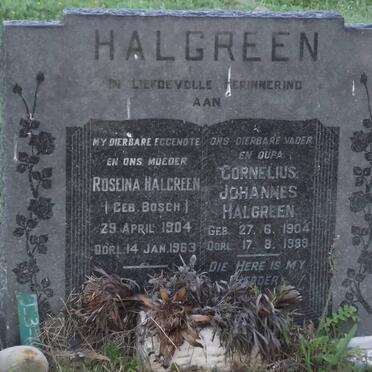 HALGREEN
IN LIEFDEVOLLE HERINNERING
AAN
MY DIERBARE EGGENOTE
EN ONS MOEDER
ROSEINA HALGREEN
(GEB. BOSCH)
29 APRIL 1904
OORL. 14 JAN. 1963
ONS DIERBARE VADER
EN OUPA
CORNELIUS
JOHANNES
HALGREEN
GEB. 27. 6. 1904
OORL. 17. 9. 1989
DIE HERE IS MY